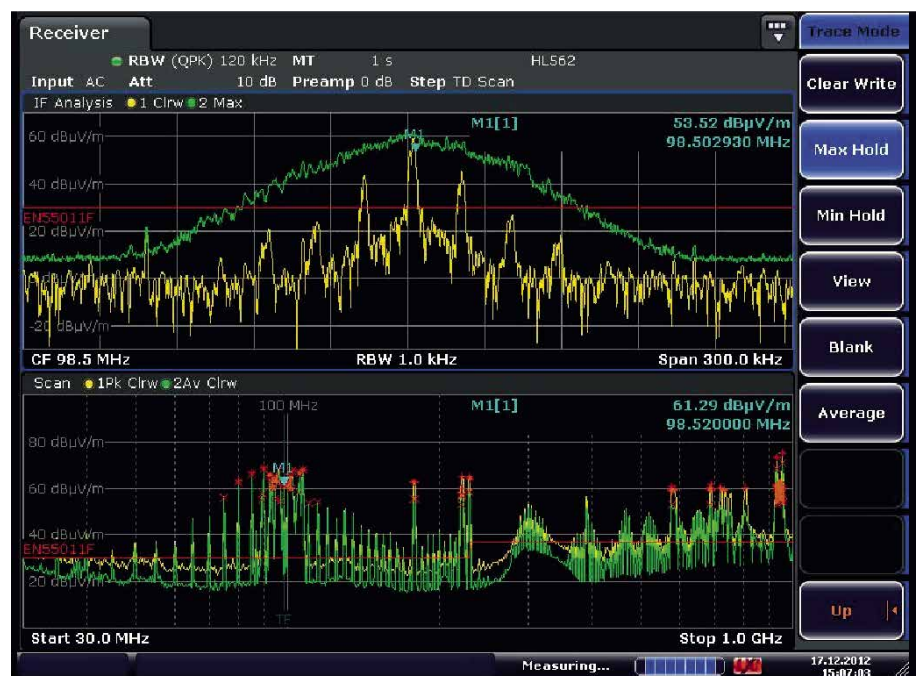 Receiver
Trace Mode
RBW (QPK) 120 kHz MT 1 s HL562
Input AC Att 10 dB Preamp 0 dB Step TD Scan
Clear Write
IF Analysis 1 Clrw 2 Max
M1[1] 53.52 dBµV/m
60 dBµV/m M1 98.502930 MHz
Max Hold
40 dBµV/m
EN55011F
Min Hold
20 dBµV/m
View
-20 dBµV/m
CF 98.5 MHz RBW 1.0 kHz Span 300.0 kHz
Blank
Scan 1Pk Clrw 2Av Clrw
100 MHz M1[1] 61.29 dBµV/m
98.520000 MHz
Average
80 dBµV/m
M1
60 dBµV/m
40 dBµV/m
EN55011F
20 dBµV/m
TF
Up
Start 30.0 MHz Stop 1.0 GHz
Measuring...
17.12.2012
15:07:03